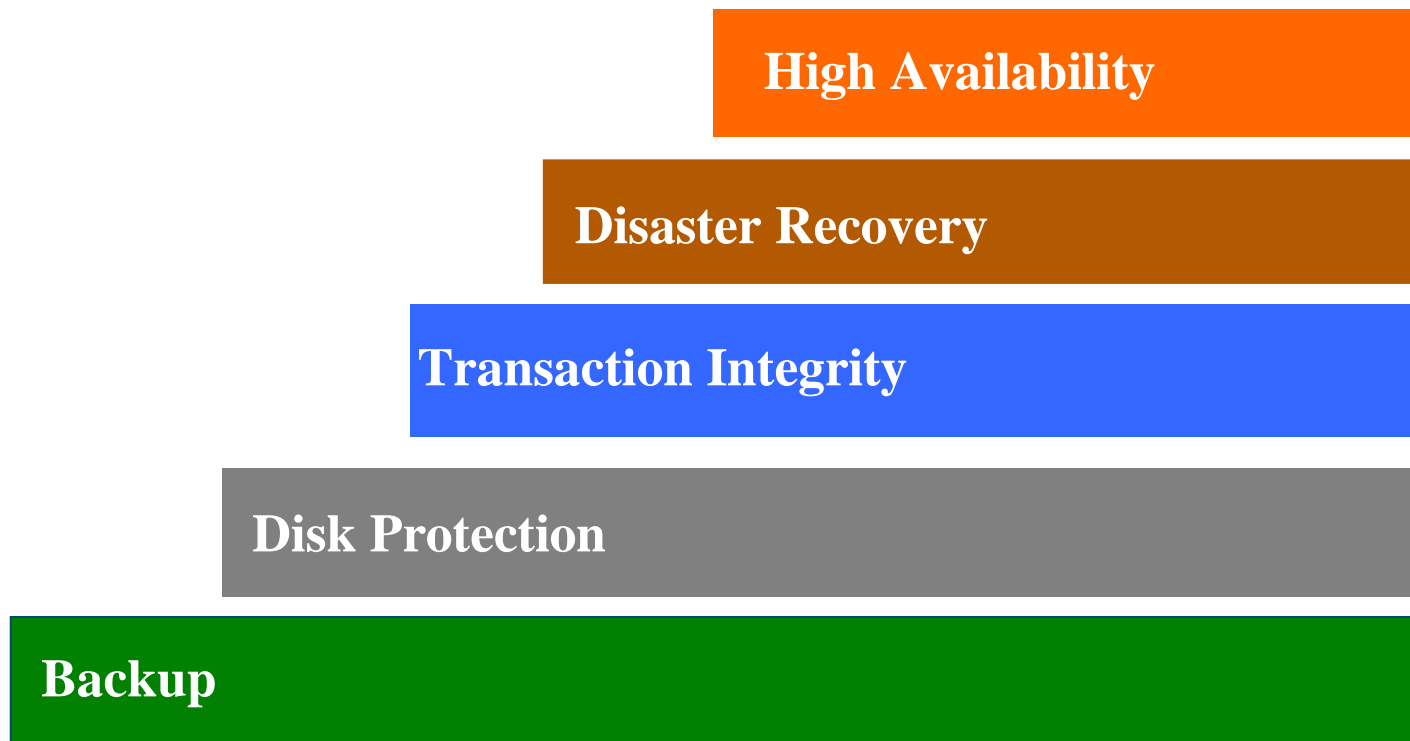 High Availability
Disaster Recovery
Transaction Integrity
Disk Protection
Backup